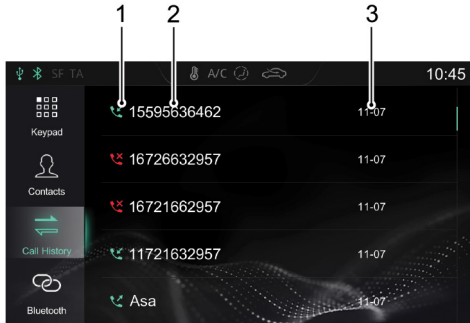 1 2 3
SF TA A/C 10:45
Keypad
15595636462 11-07
Contacts
16726632957 11-07
16721662957 11-07
Call History
11721632957 11-07
Bluetooth
Asa 11-07